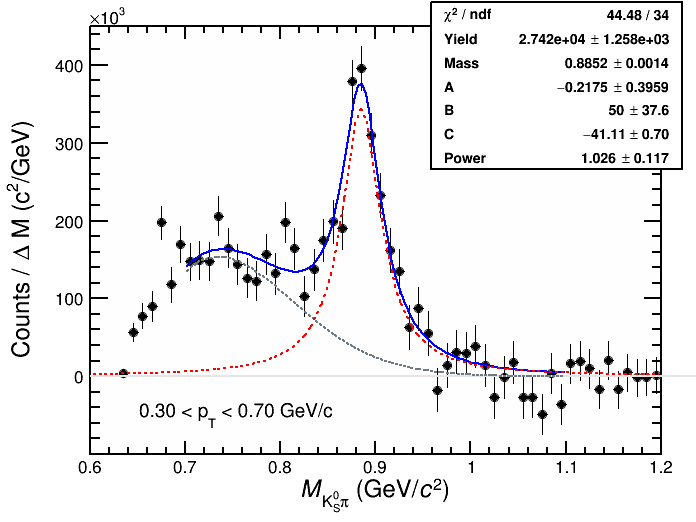 ×10³
χ² / ndf 44.48 / 34
Yield 2.742e+04 ± 1.258e+03
Mass 0.8852 ± 0.0014
A −0.2175 ± 0.3959
B 50 ± 37.6
C −41.11 ± 0.70
Power 1.026 ± 0.117
Counts / Δ M (c²/GeV)
400
300
200
100
0
0.30 < p_T < 0.70 GeV/c
0.6 0.7 0.8 0.9 1 1.1 1.2
M_{K⁰_S π} (GeV/c²)